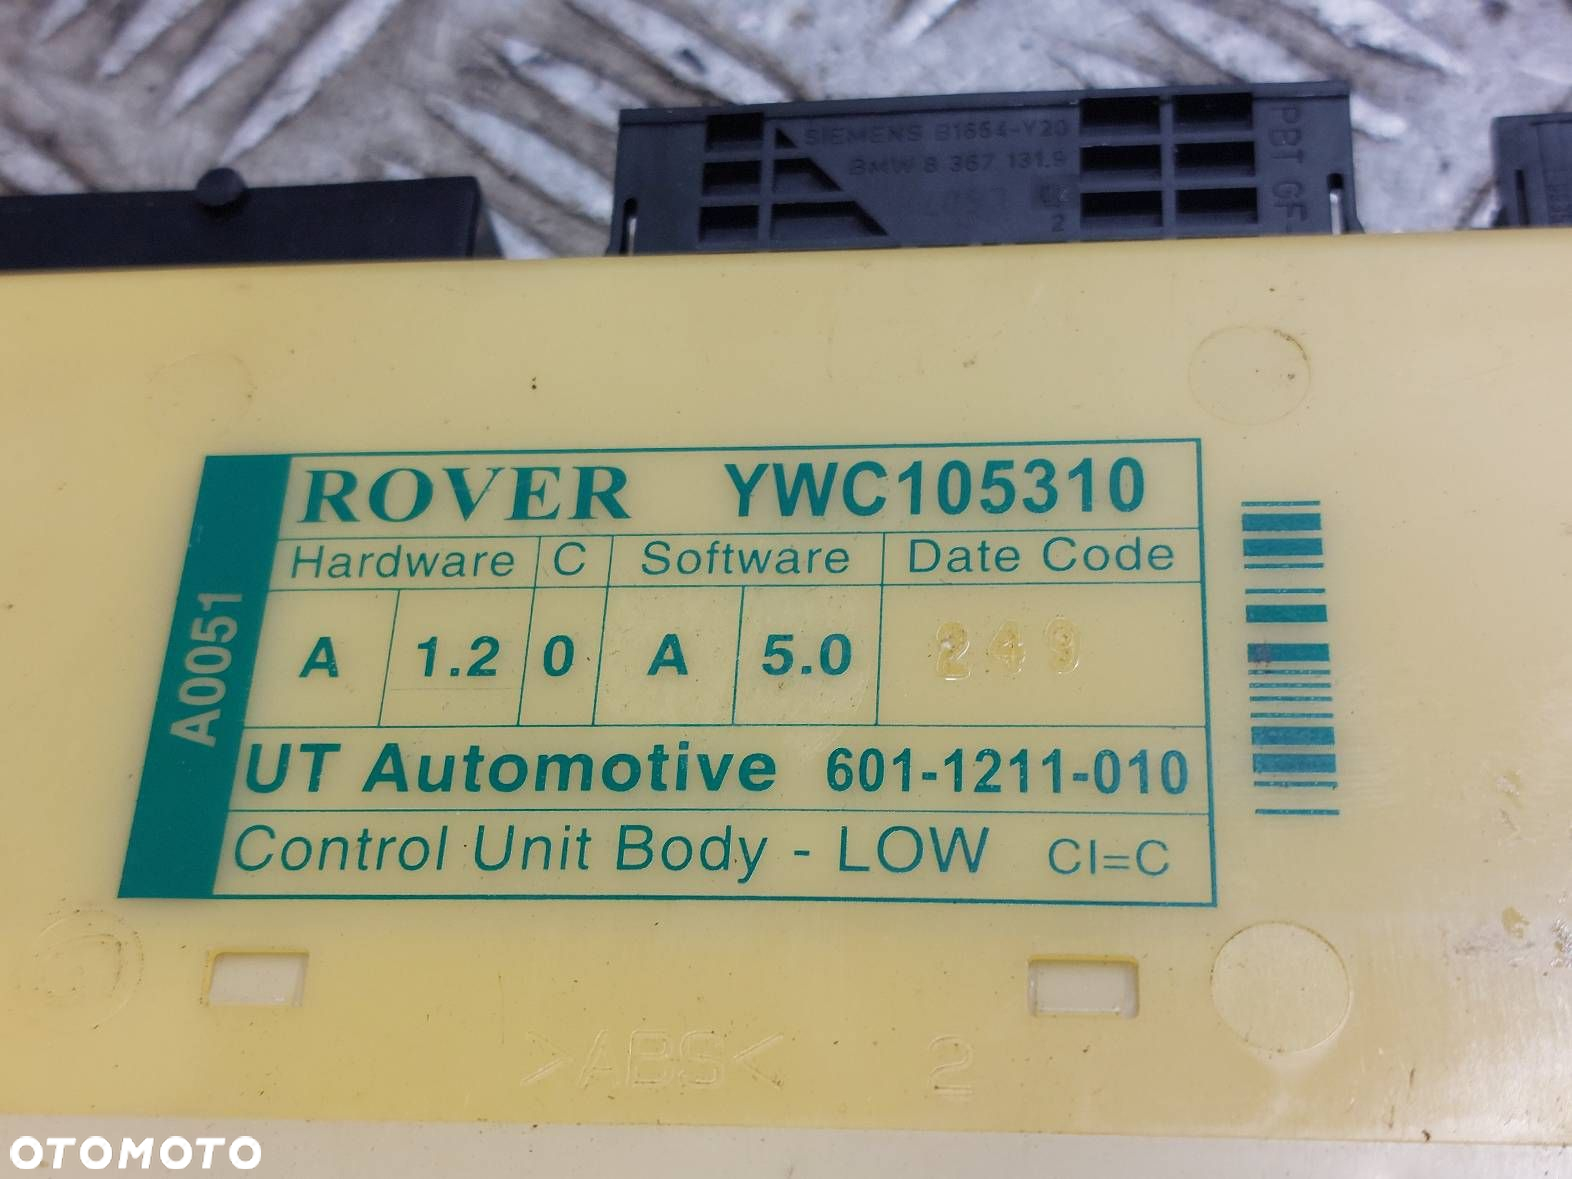 SIEMENS B1654-Y20
BMW 8 367 131.9
2
PBT GF-
ROVER YWC105310
Hardware C Software Date Code
A 1.2 0 A 5.0 249
A0051
UT Automotive 601-1211-010
Control Unit Body - LOW CI=C
>ABS< 2
OTOMOTO